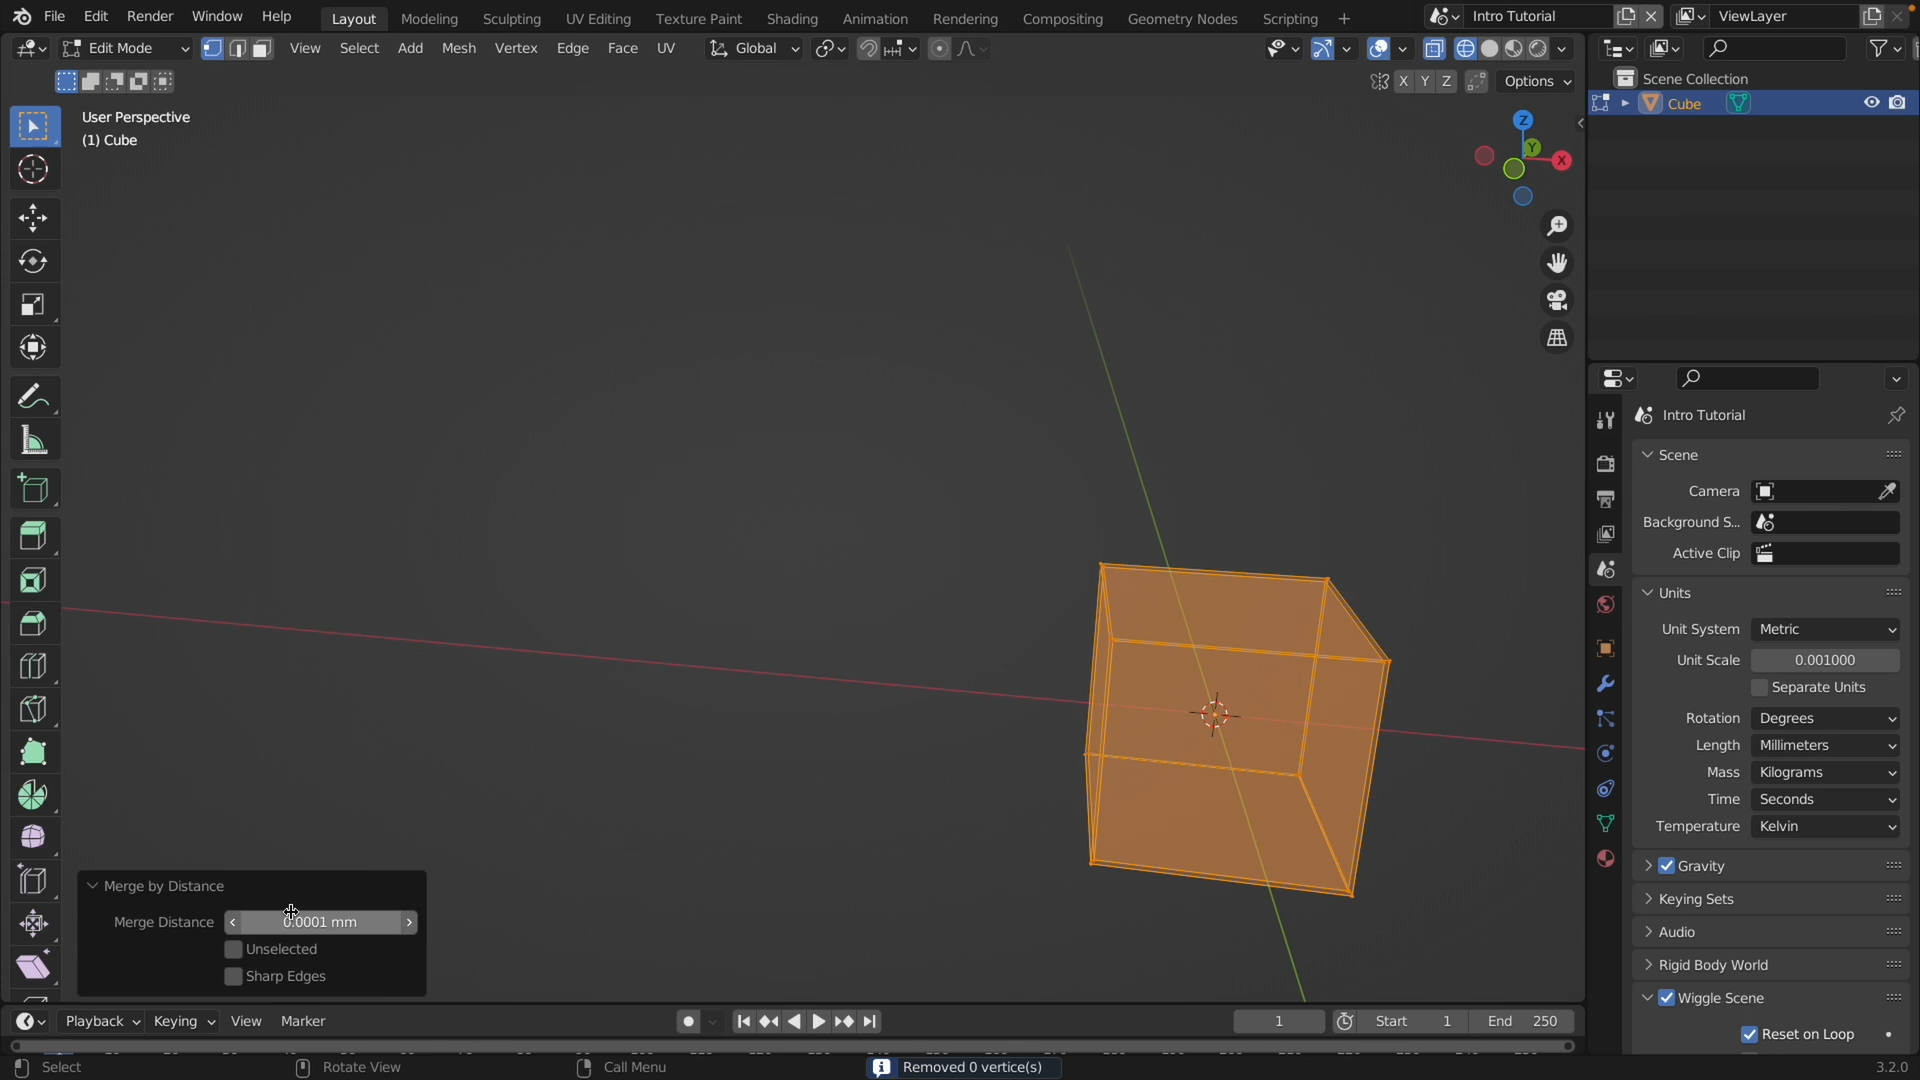 File Edit Render Window Help
Layout Modeling Sculpting UV Editing Texture Paint Shading Animation Rendering Compositing Geometry Nodes Scripting +
Intro Tutorial
ViewLayer
Edit Mode
View Select Add Mesh Vertex Edge Face UV
Global
X Y Z
Options
User Perspective
(1) Cube
Z
Y
X
Scene Collection
Cube
Intro Tutorial
Scene
Camera
Background S...
Active Clip
Units
Unit System Metric
Unit Scale 0.001000
Separate Units
Rotation Degrees
Length Millimeters
Mass Kilograms
Time Seconds
Temperature Kelvin
Gravity
Keying Sets
Audio
Rigid Body World
Wiggle Scene
Reset on Loop
Merge by Distance
Merge Distance 0.0001 mm
Unselected
Sharp Edges
Playback Keying View Marker
1
Start 1
End 250
Select
Rotate View
Call Menu
Removed 0 vertice(s)
3.2.0